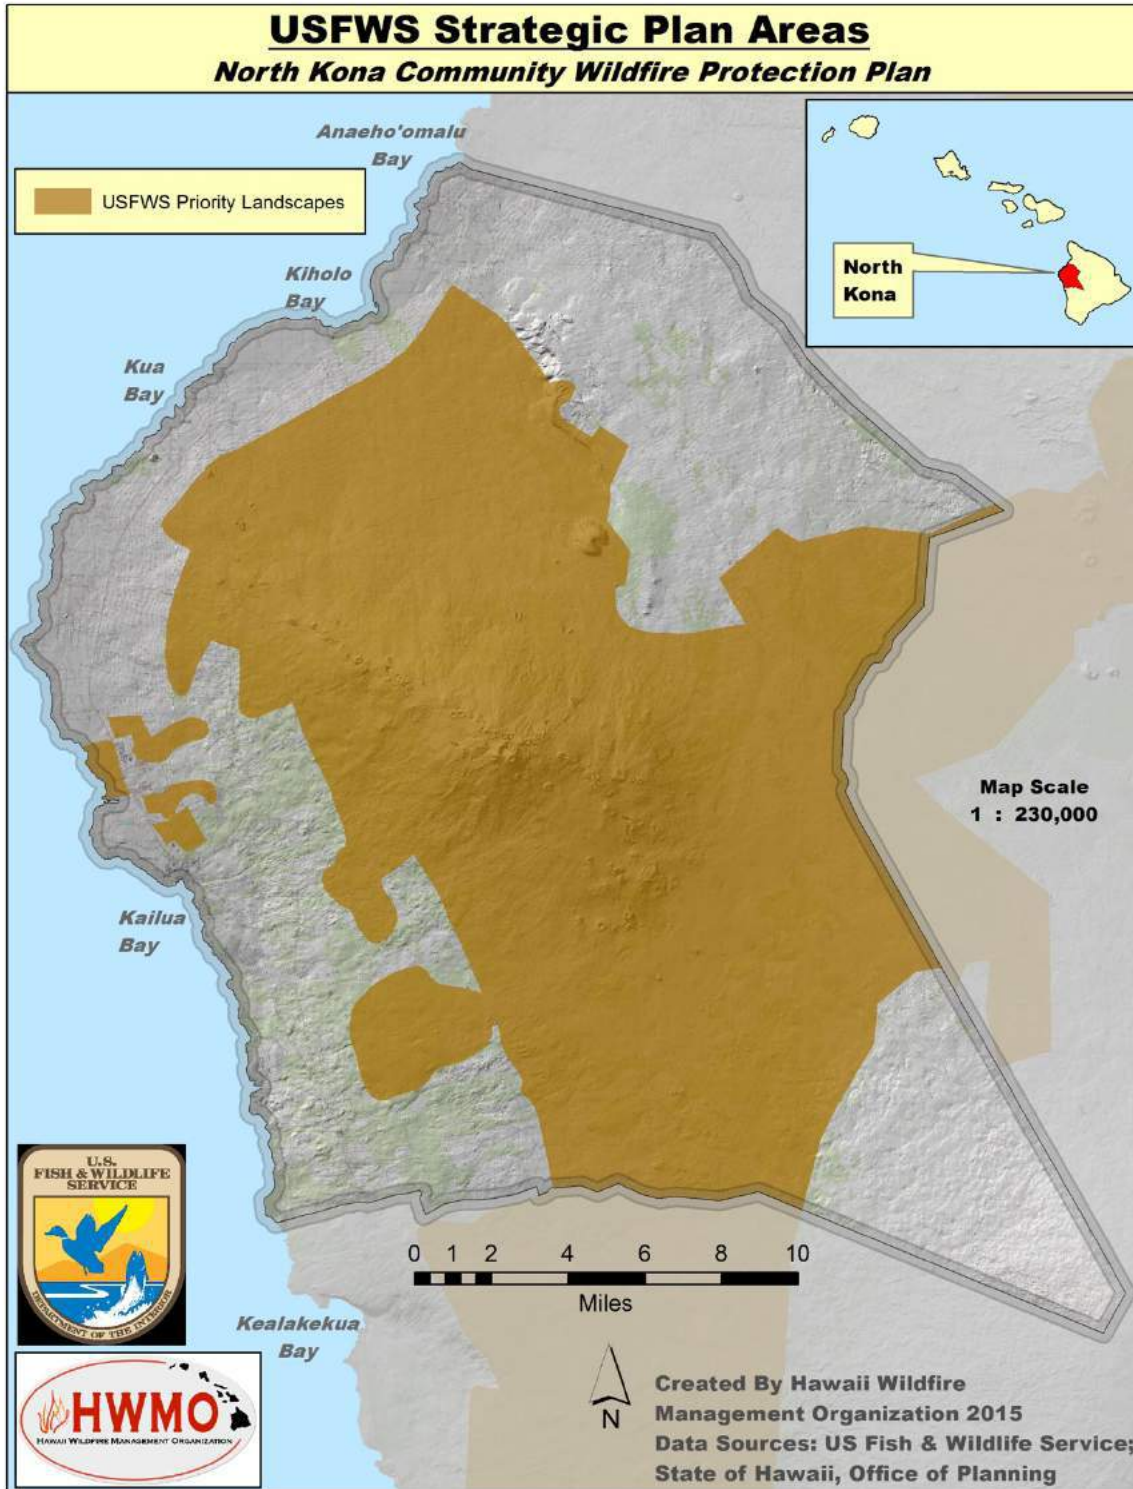 USFWS Strategic Plan Areas
North Kona Community Wildfire Protection Plan
Anaeho'omalu
Bay
USFWS Priority Landscapes
Kiholo
Bay
North
Kona
Kua
Bay
Map Scale
1 : 230,000
Kailua
Bay
U.S.
FISH & WILDLIFE
SERVICE
DEPARTMENT OF THE INTERIOR
0 1 2 4 6 8 10
Miles
Kealakekua
Bay
N
HWMO
HAWAII WILDFIRE MANAGEMENT ORGANIZATION
Created By Hawaii Wildfire
Management Organization 2015
Data Sources: US Fish & Wildlife Service;
State of Hawaii, Office of Planning